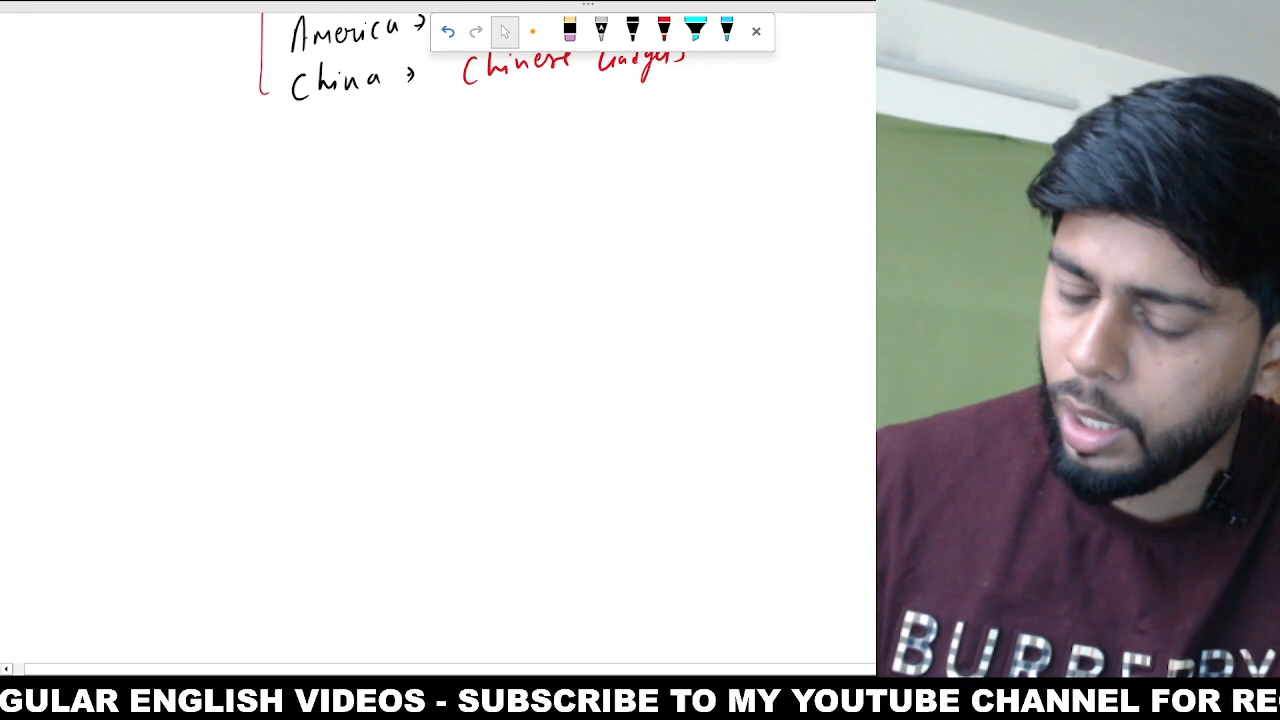 America →
China → Chinese Gadgets
BURBERRY
GULAR ENGLISH VIDEOS - SUBSCRIBE TO MY YOUTUBE CHANNEL FOR RE